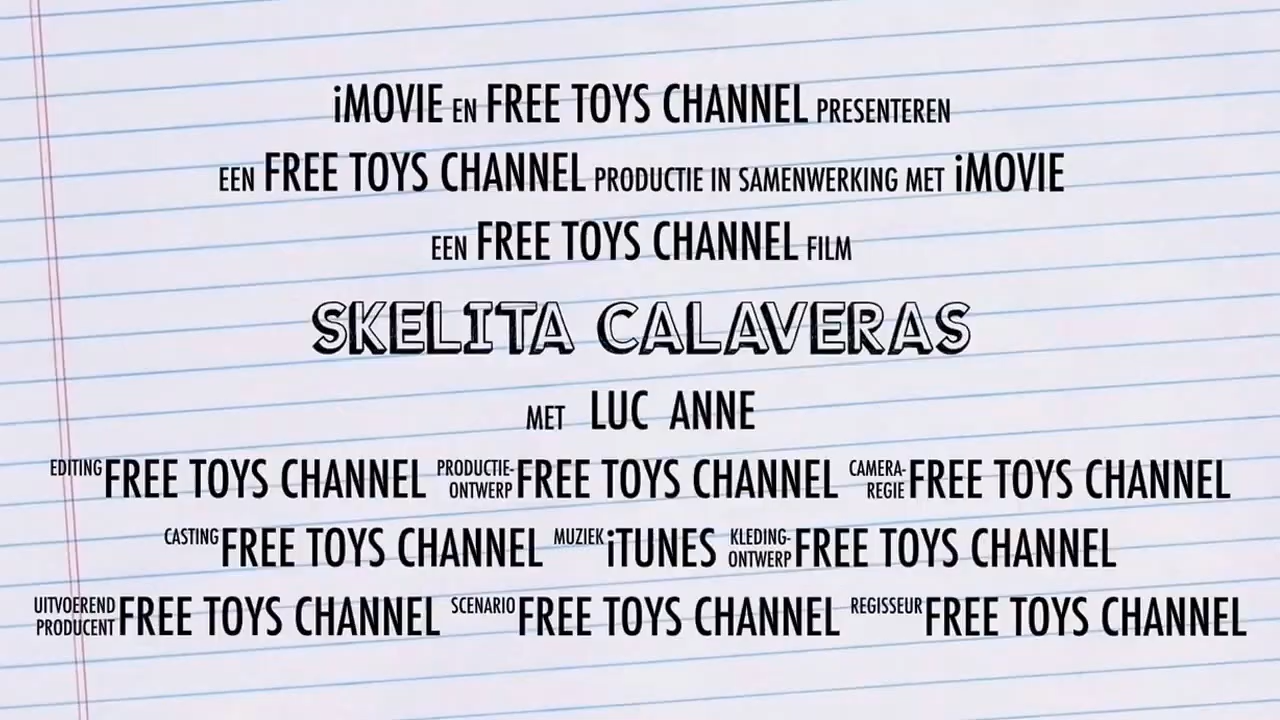 iMOVIE EN FREE TOYS CHANNEL PRESENTEREN
EEN FREE TOYS CHANNEL PRODUCTIE IN SAMENWERKING MET iMOVIE
EEN FREE TOYS CHANNEL FILM
SKELITA CALAVERAS
MET LUC ANNE
EDITING FREE TOYS CHANNEL PRODUCTIE-ONTWERP FREE TOYS CHANNEL CAMERA-REGIE FREE TOYS CHANNEL
CASTING FREE TOYS CHANNEL MUZIEK iTUNES KLEDING-ONTWERP FREE TOYS CHANNEL
UITVOEREND PRODUCENT FREE TOYS CHANNEL SCENARIO FREE TOYS CHANNEL REGISSEUR FREE TOYS CHANNEL